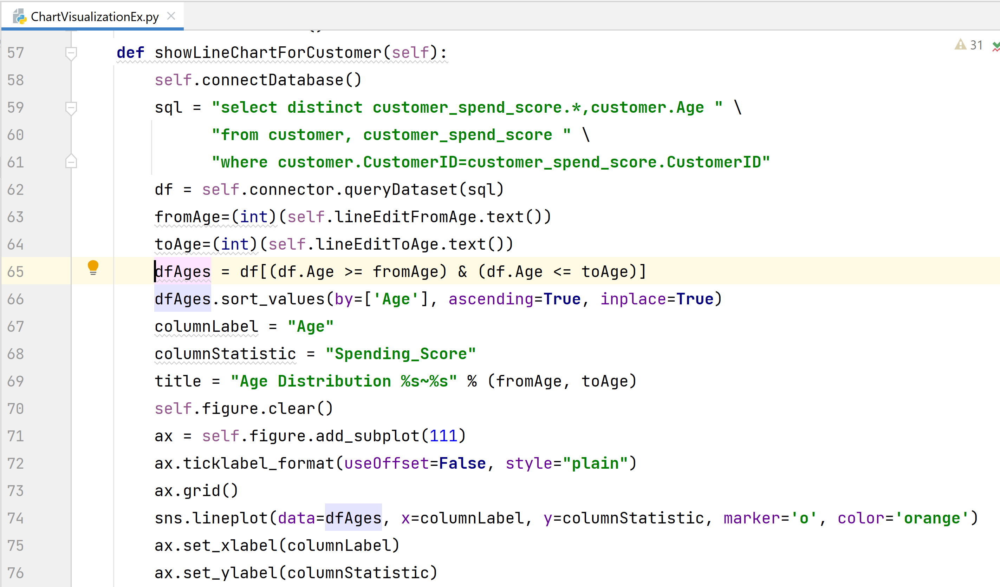 ChartVisualizationEx.py
31
57 def showLineChartForCustomer(self):
58 self.connectDatabase()
59 sql = "select distinct customer_spend_score.*,customer.Age " \
60 "from customer, customer_spend_score " \
61 "where customer.CustomerID=customer_spend_score.CustomerID"
62 df = self.connector.queryDataset(sql)
63 fromAge=(int)(self.lineEditFromAge.text())
64 toAge=(int)(self.lineEditToAge.text())
65 dfAges = df[(df.Age >= fromAge) & (df.Age <= toAge)]
66 dfAges.sort_values(by=['Age'], ascending=True, inplace=True)
67 columnLabel = "Age"
68 columnStatistic = "Spending_Score"
69 title = "Age Distribution %s~%s" % (fromAge, toAge)
70 self.figure.clear()
71 ax = self.figure.add_subplot(111)
72 ax.ticklabel_format(useOffset=False, style="plain")
73 ax.grid()
74 sns.lineplot(data=dfAges, x=columnLabel, y=columnStatistic, marker='o', color='orange')
75 ax.set_xlabel(columnLabel)
76 ax.set_ylabel(columnStatistic)